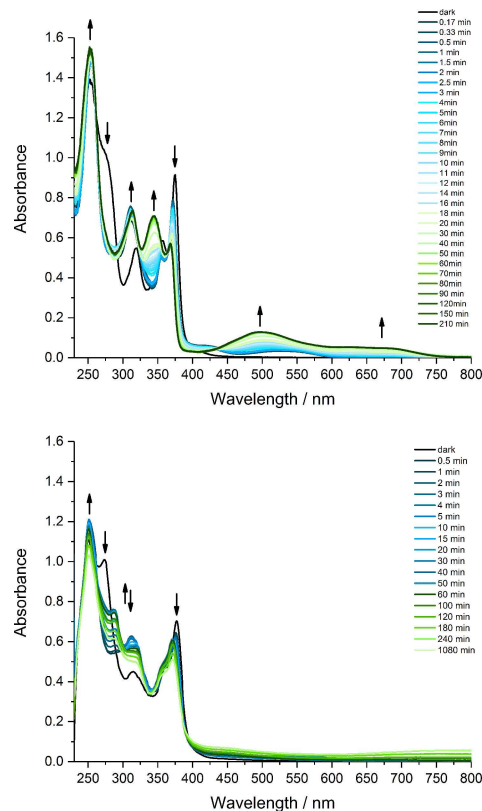 dark
0.17 min
0.33 min
0.5 min
1 min
1.5 min
2 min
2.5 min
3 min
4min
5min
6min
7min
8min
9min
10 min
11 min
12 min
14 min
16 min
18 min
20 min
30 min
40 min
50 min
60min
70min
80min
90 min
120min
150 min
210 min
1.6
1.4
1.2
1.0
0.8
0.6
0.4
0.2
0.0
Absorbance
250 300 350 400 450 500 550 600 650 700 750 800
Wavelength / nm
dark
0.5 min
1 min
2 min
3 min
4 min
5 min
10 min
15 min
20 min
30 min
40 min
50 min
60 min
100 min
120 min
180 min
240 min
1080 min
1.6
1.4
1.2
1.0
0.8
0.6
0.4
0.2
0.0
Absorbance
250 300 350 400 450 500 550 600 650 700 750 800
Wavelength / nm